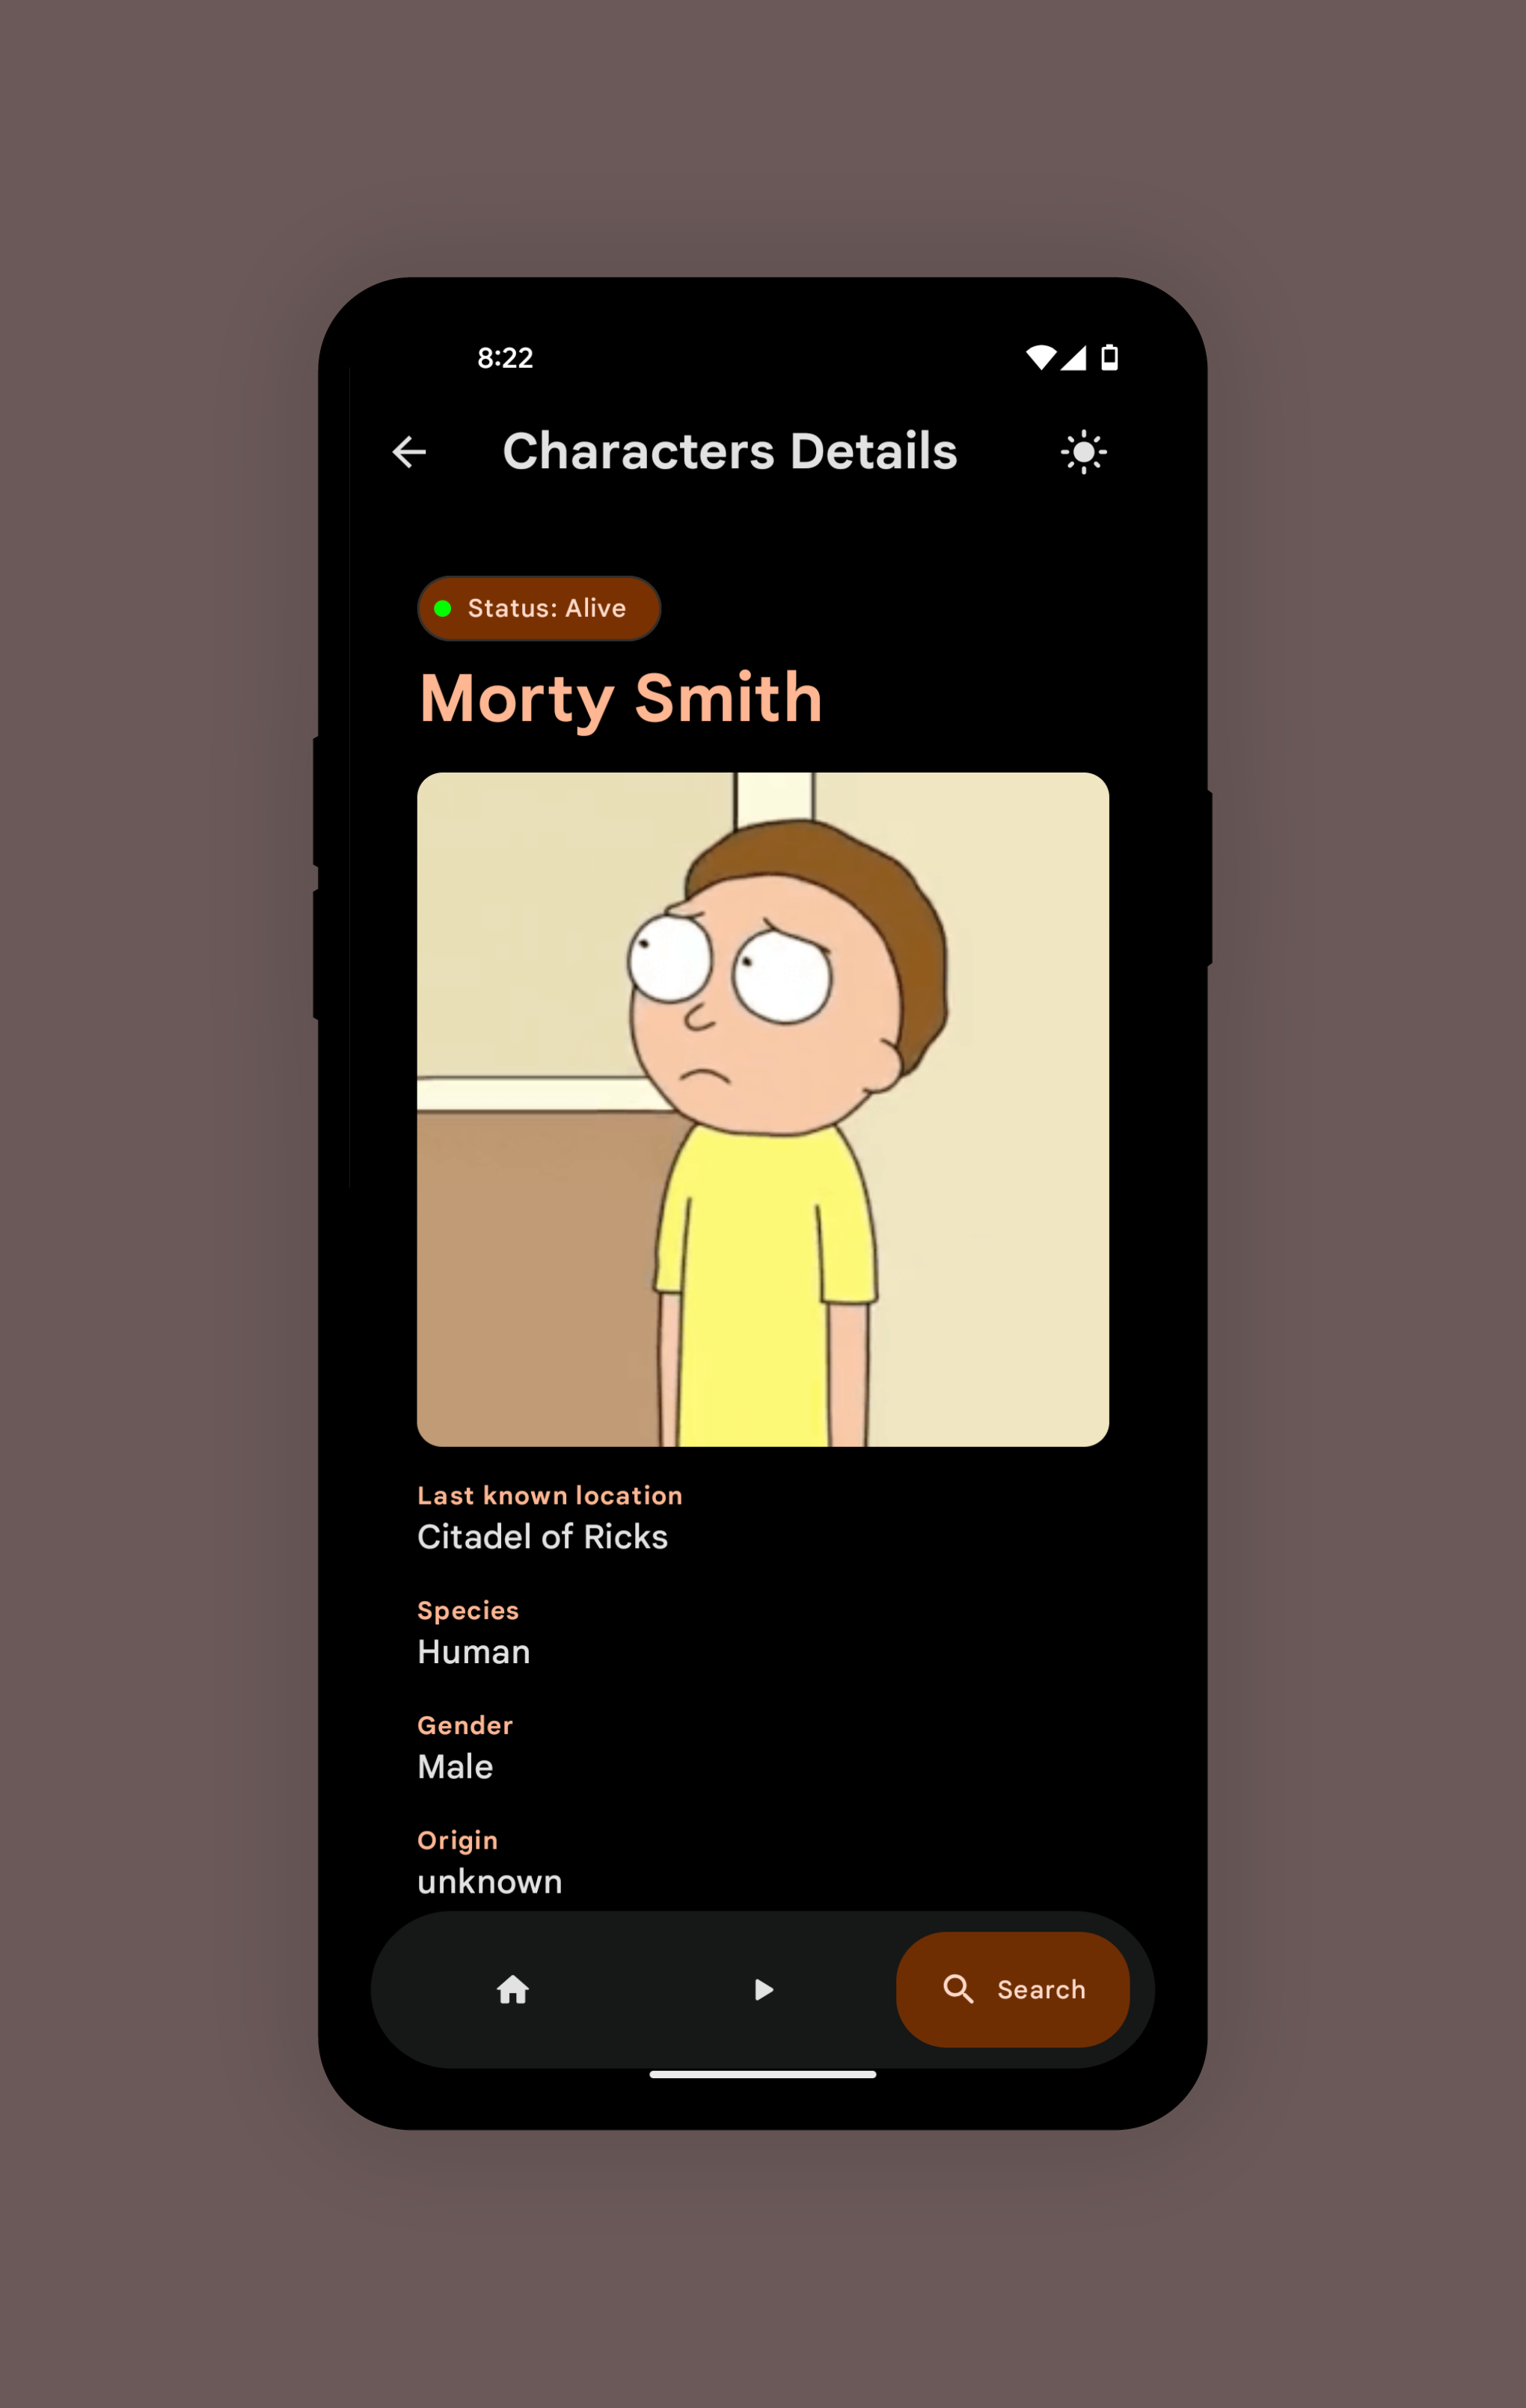 8:22
Characters Details
Status: Alive
Morty Smith
Last known location
Citadel of Ricks
Species
Human
Gender
Male
Origin
unknown
Search